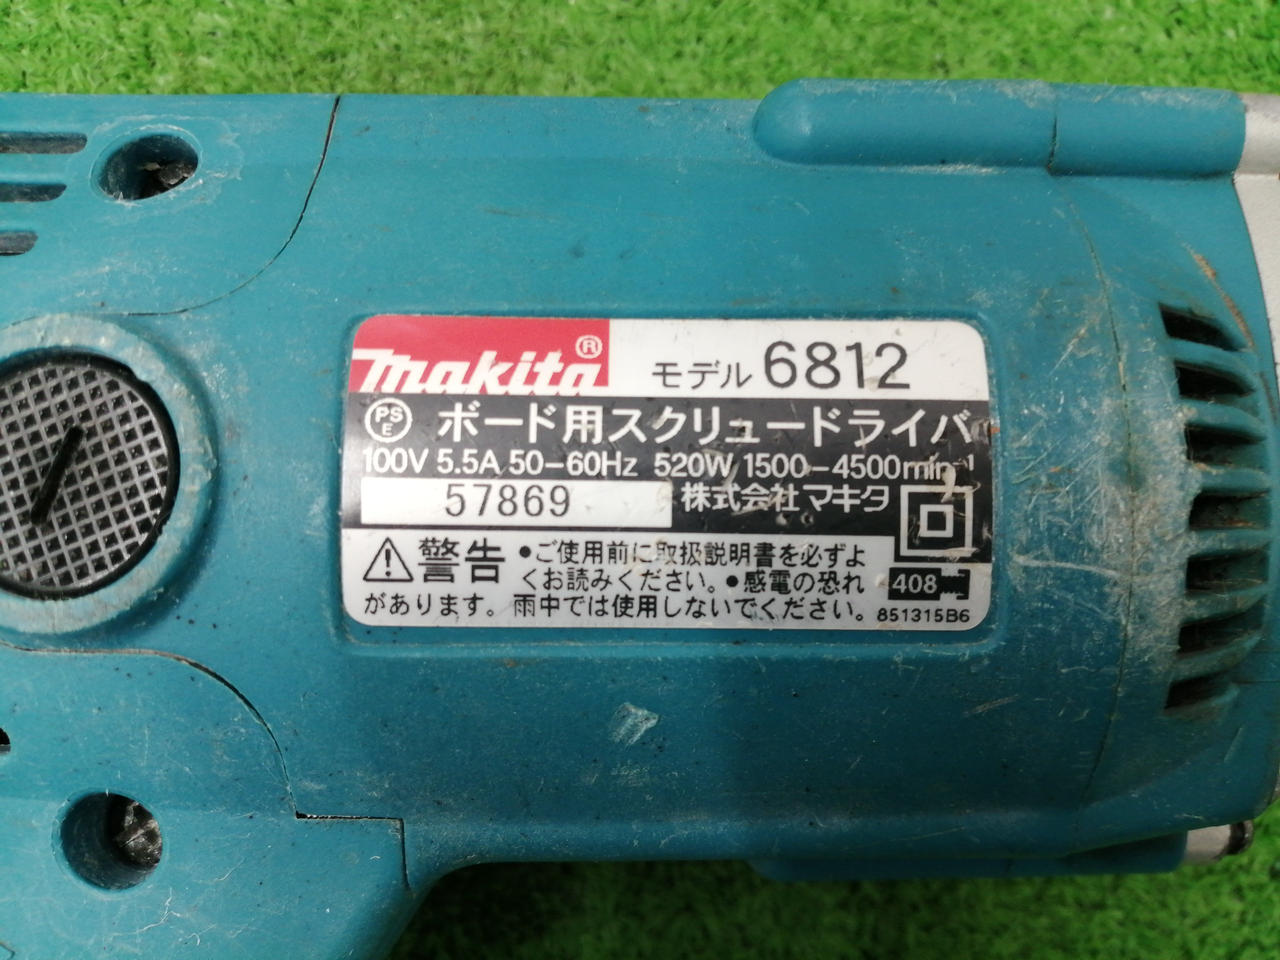 makita®
モデル 6812
PSE ボード用スクリュードライバ
100V 5.5A 50-60Hz 520W 1500-4500min⁻¹
57869 株式会社マキタ
⚠警告 •ご使用前に取扱説明書を必ずよ
くお読みください。•感電の恐れ
があります。雨中では使用しないでください。
408
851315B6